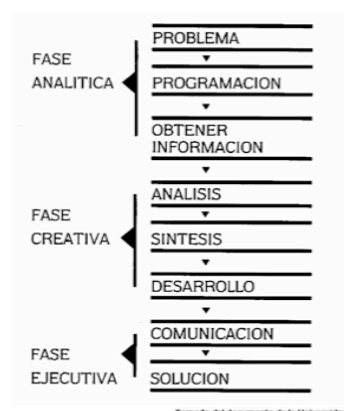 PROBLEMA
FASE
ANALITICA
PROGRAMACION
OBTENER
INFORMACION
ANALISIS
FASE
CREATIVA
SINTESIS
DESARROLLO
COMUNICACION
FASE
EJECUTIVA
SOLUCION